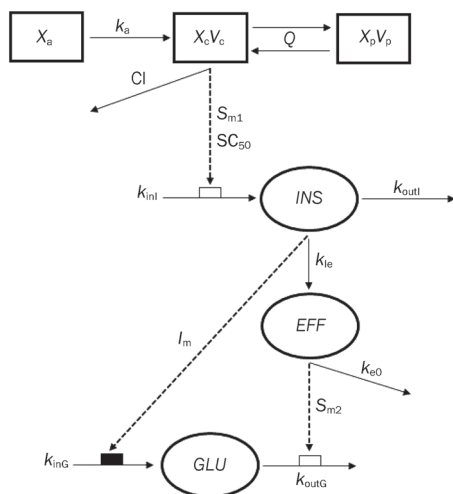 Xa ka XcVc Q XpVp
Cl
Sm1
SC50
kinI INS koutI
kIe
Im EFF
ke0
Sm2
kinG GLU koutG